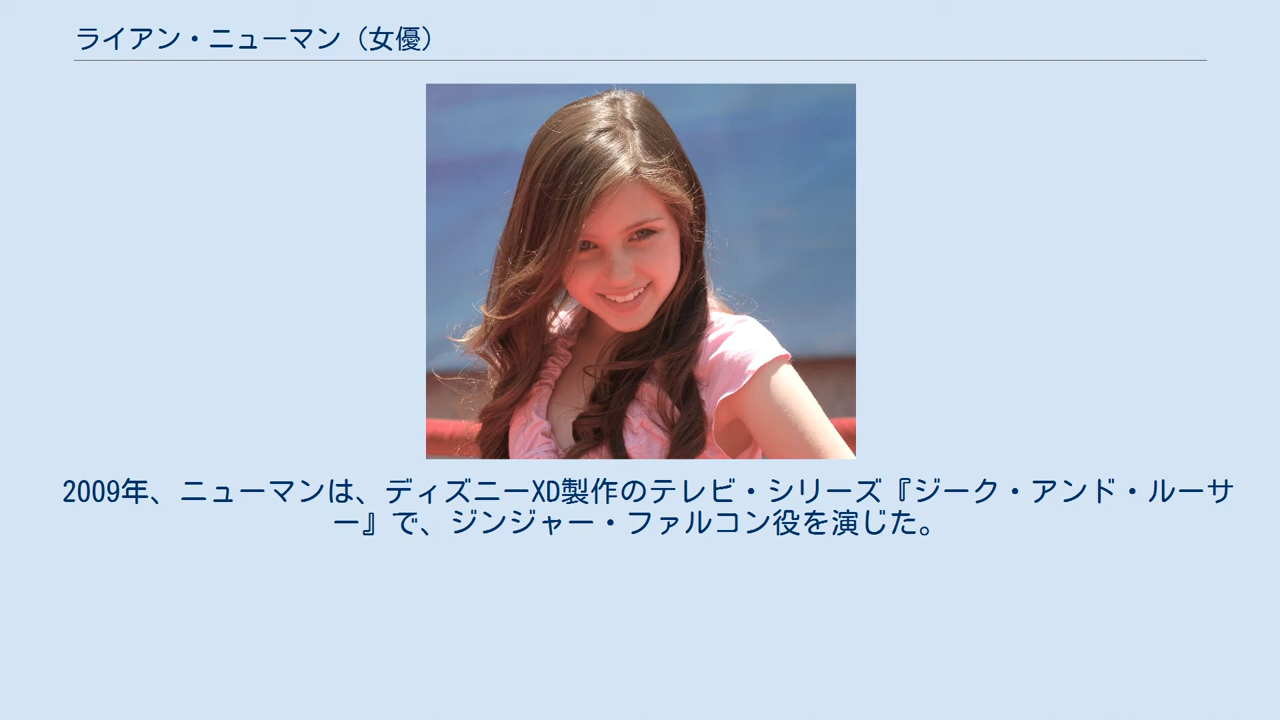 ライアン・ニューマン（女優）
2009年、ニューマンは、ディズニーXD製作のテレビ・シリーズ『ジーク・アンド・ルーサ
ー』で、ジンジャー・ファルコン役を演じた。